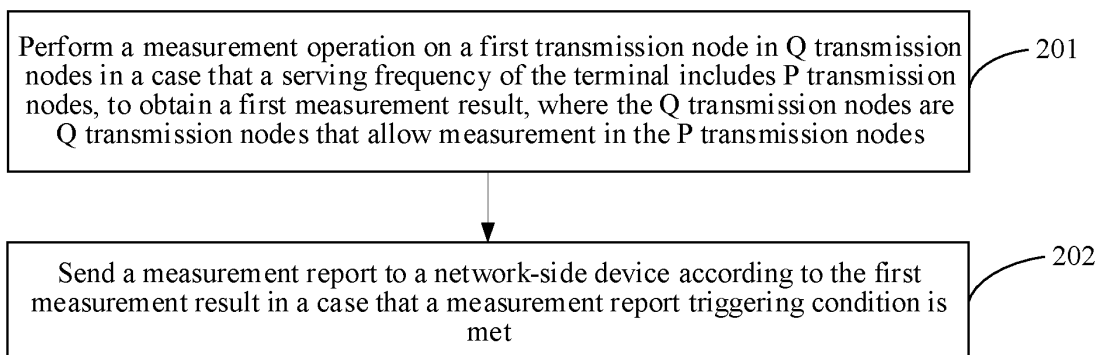 Perform a measurement operation on a first transmission node in Q transmission
nodes in a case that a serving frequency of the terminal includes P transmission
nodes, to obtain a first measurement result, where the Q transmission nodes are
Q transmission nodes that allow measurement in the P transmission nodes
201
Send a measurement report to a network-side device according to the first
measurement result in a case that a measurement report triggering condition is
met
202